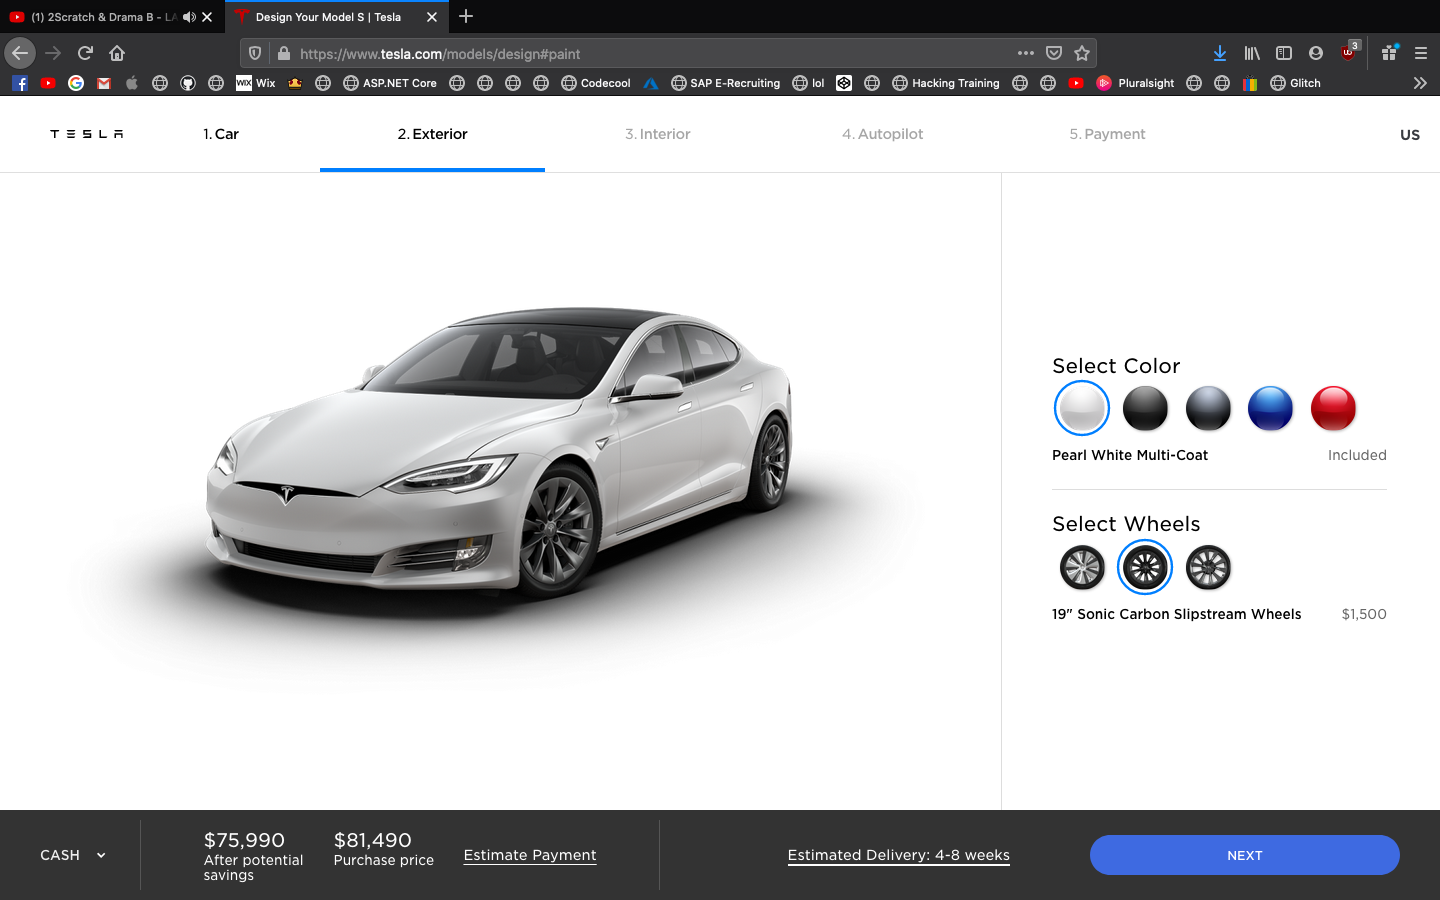 (1) 2Scratch & Drama B - LA
Design Your Model S | Tesla
https://www.tesla.com/models/design#paint
3
WIX Wix
ASP.NET Core
Codecool
SAP E-Recruiting
lol
Hacking Training
Pluralsight
Glitch
TESLA
1. Car
2. Exterior
3. Interior
4. Autopilot
5. Payment
US
Select Color
Pearl White Multi-Coat
Included
Select Wheels
19" Sonic Carbon Slipstream Wheels
$1,500
CASH
$75,990
After potential
savings
$81,490
Purchase price
Estimate Payment
Estimated Delivery: 4-8 weeks
NEXT